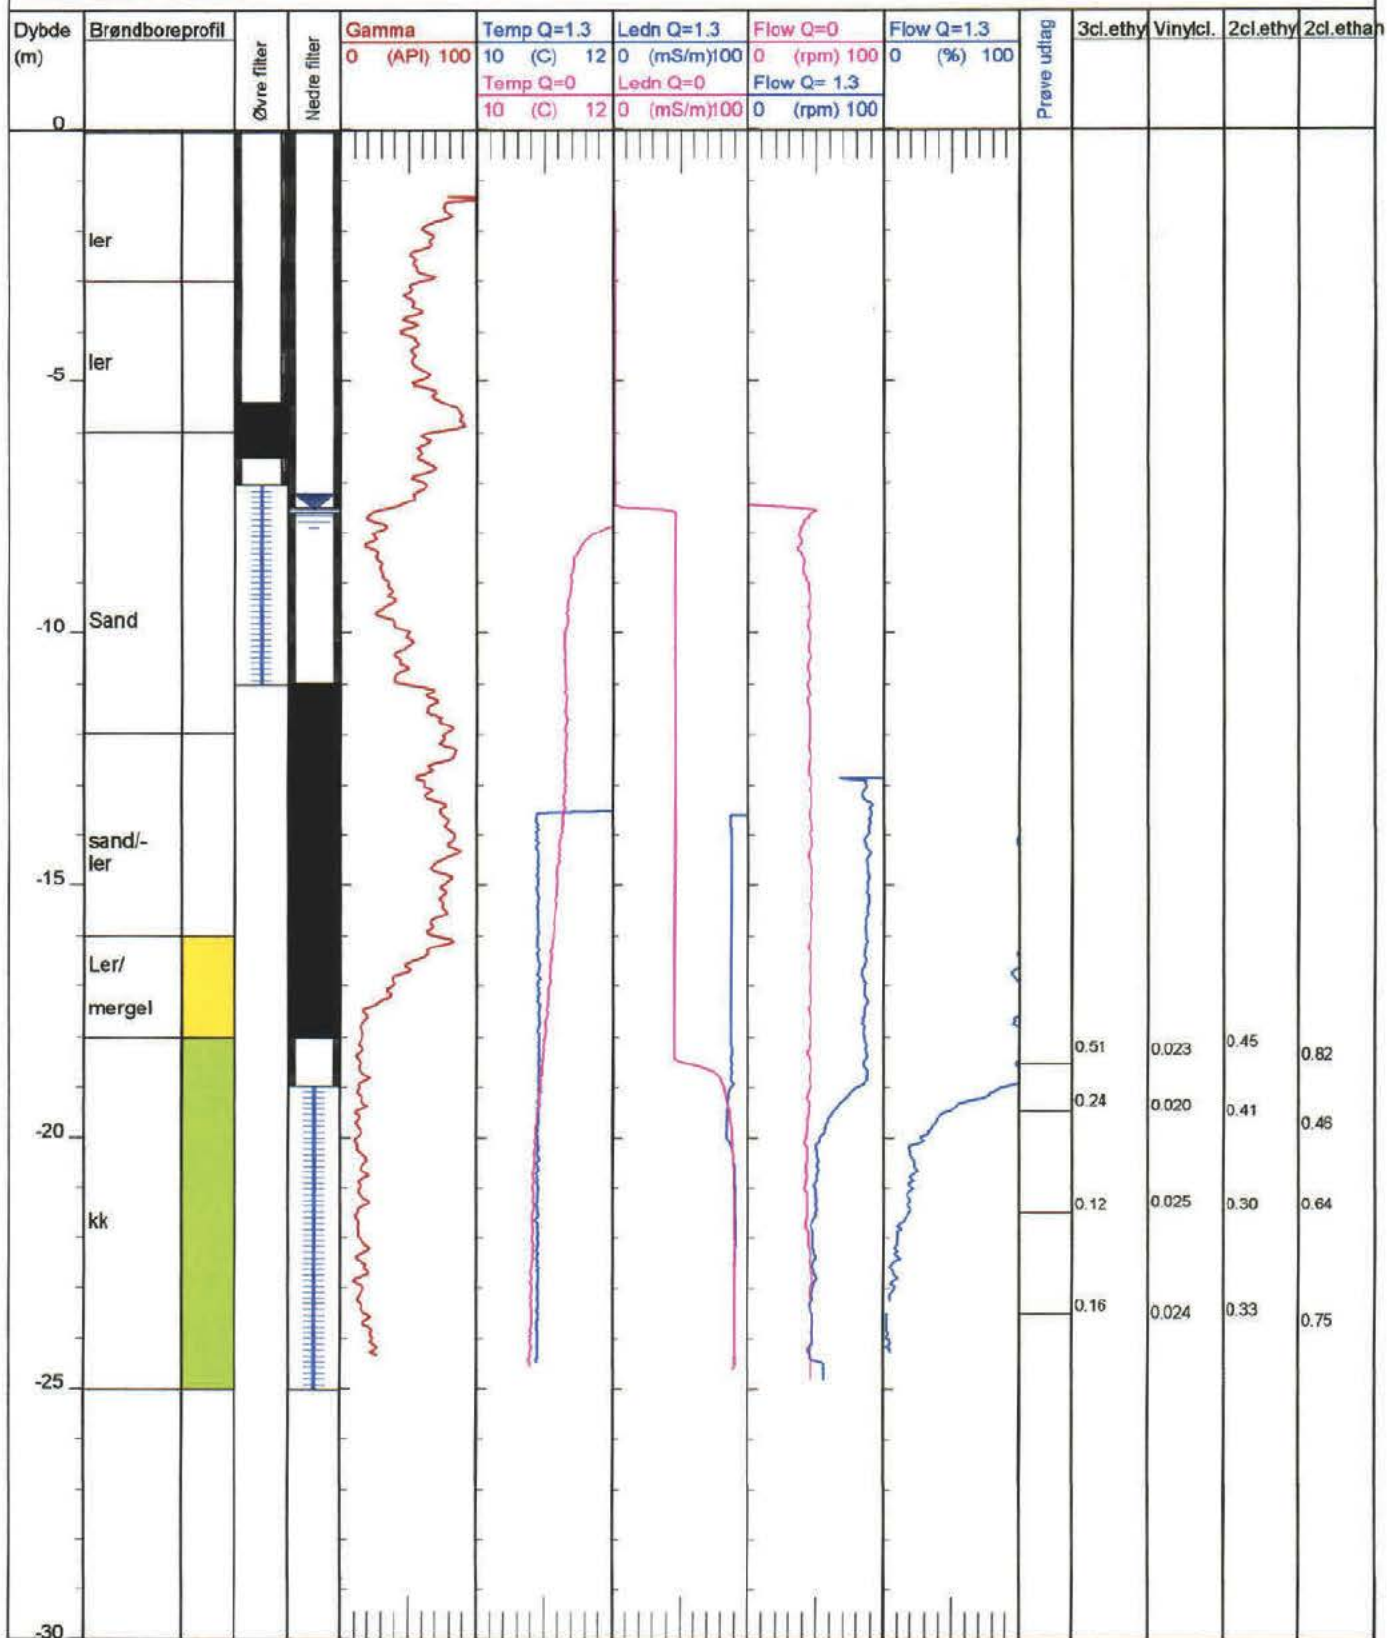 Dybde Brøndboreprofil Øvre filter Nedre filter Gamma Temp Q=1.3 Ledn Q=1.3 Flow Q=0 Flow Q=1.3 Prøve udtag 3cl.ethy Vinylcl. 2cl.ethy 2cl.ethan
(m) 0 (API) 100 10 (C) 12 0 (mS/m)100 0 (rpm) 100 0 (%) 100
Temp Q=0 Ledn Q=0 Flow Q= 1.3
10 (C) 12 0 (mS/m)100 0 (rpm) 100
0
ler
ler
-5
Sand
-10
sand/-
ler
-15
Ler/
mergel
0.51 0.023 0.45 0.82
0.24 0.020 0.41 0.46
-20
kk
0.12 0.025 0.30 0.64
0.16 0.024 0.33 0.75
-25
-30